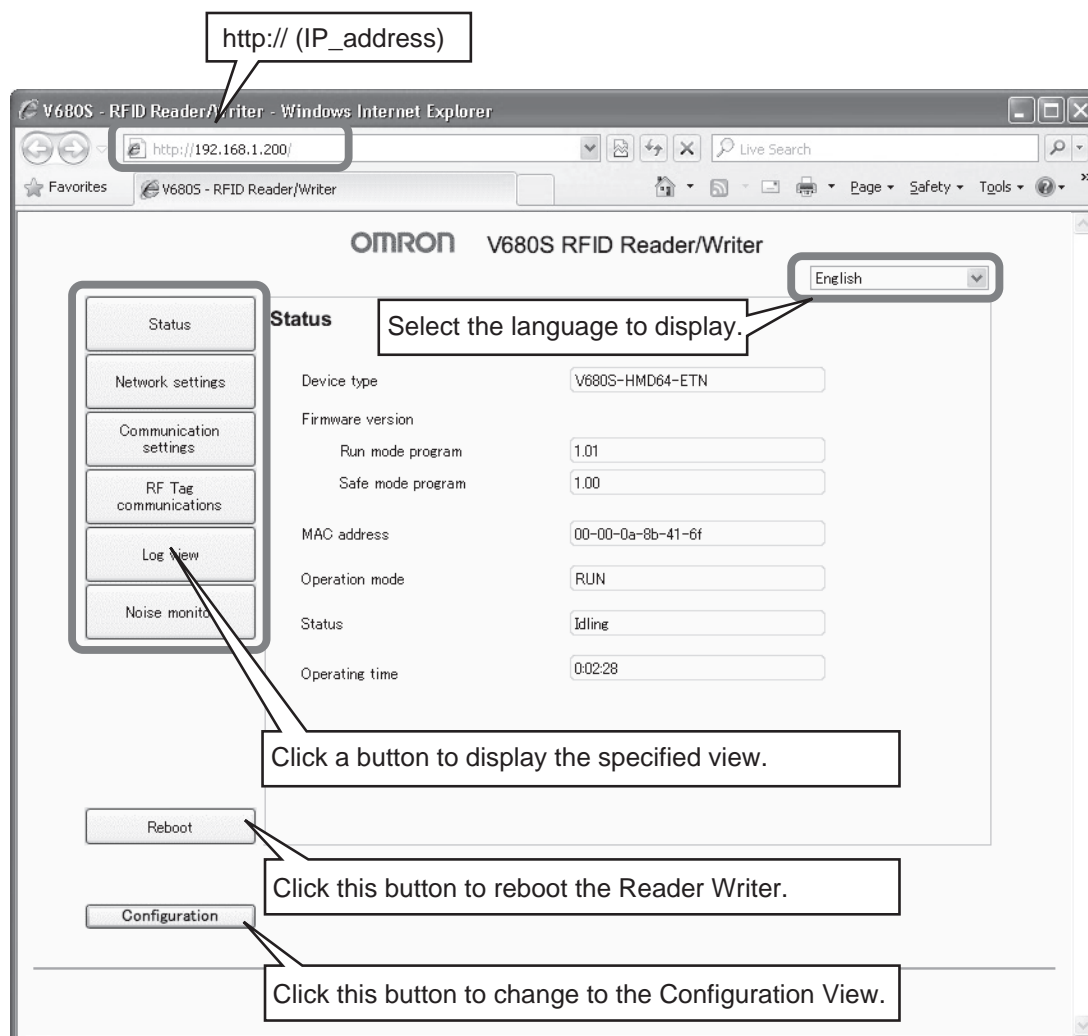 http:// (IP_address)
V680S - RFID Reader/Writer - Windows Internet Explorer
http://192.168.1.200/
Live Search
Favorites
V680S - RFID Reader/Writer
Page
Safety
Tools
OMRON V680S RFID Reader/Writer
English
Select the language to display.
Status
Network settings
Communication
settings
RF Tag
communications
Log view
Noise monitor
Status
Device type
V680S-HMD64-ETN
Firmware version
Run mode program
1.01
Safe mode program
1.00
MAC address
00-00-0a-8b-41-6f
Operation mode
RUN
Status
Idling
Operating time
0:02:28
Click a button to display the specified view.
Reboot
Click this button to reboot the Reader Writer.
Configuration
Click this button to change to the Configuration View.